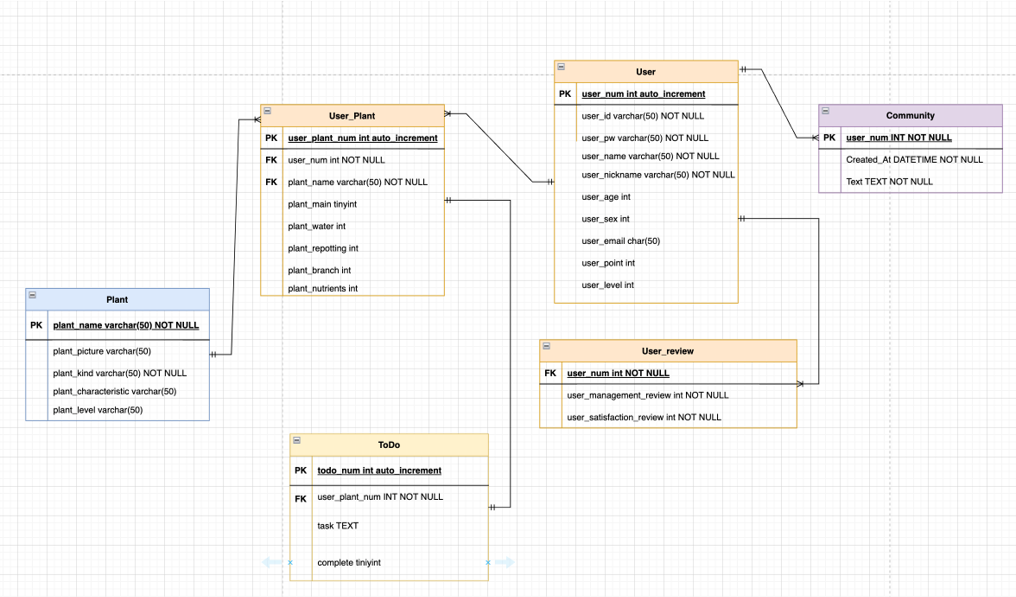 User
PK user_num int auto_increment
user_id varchar(50) NOT NULL
user_pw varchar(50) NOT NULL
user_name varchar(50) NOT NULL
user_nickname varchar(50) NOT NULL
user_age int
user_sex int
user_email char(50)
user_point int
user_level int
User_Plant
PK user_plant_num int auto_increment
FK user_num int NOT NULL
FK plant_name varchar(50) NOT NULL
plant_main tinyint
plant_water int
plant_repotting int
plant_branch int
plant_nutrients int
Community
PK user_num INT NOT NULL
Created_At DATETIME NOT NULL
Text TEXT NOT NULL
Plant
PK plant_name varchar(50) NOT NULL
plant_picture varchar(50)
plant_kind varchar(50) NOT NULL
plant_characteristic varchar(50)
plant_level varchar(50)
User_review
FK user_num int NOT NULL
user_management_review int NOT NULL
user_satisfaction_review int NOT NULL
ToDo
PK todo_num int auto_increment
FK user_plant_num INT NOT NULL
task TEXT
complete tiniyint